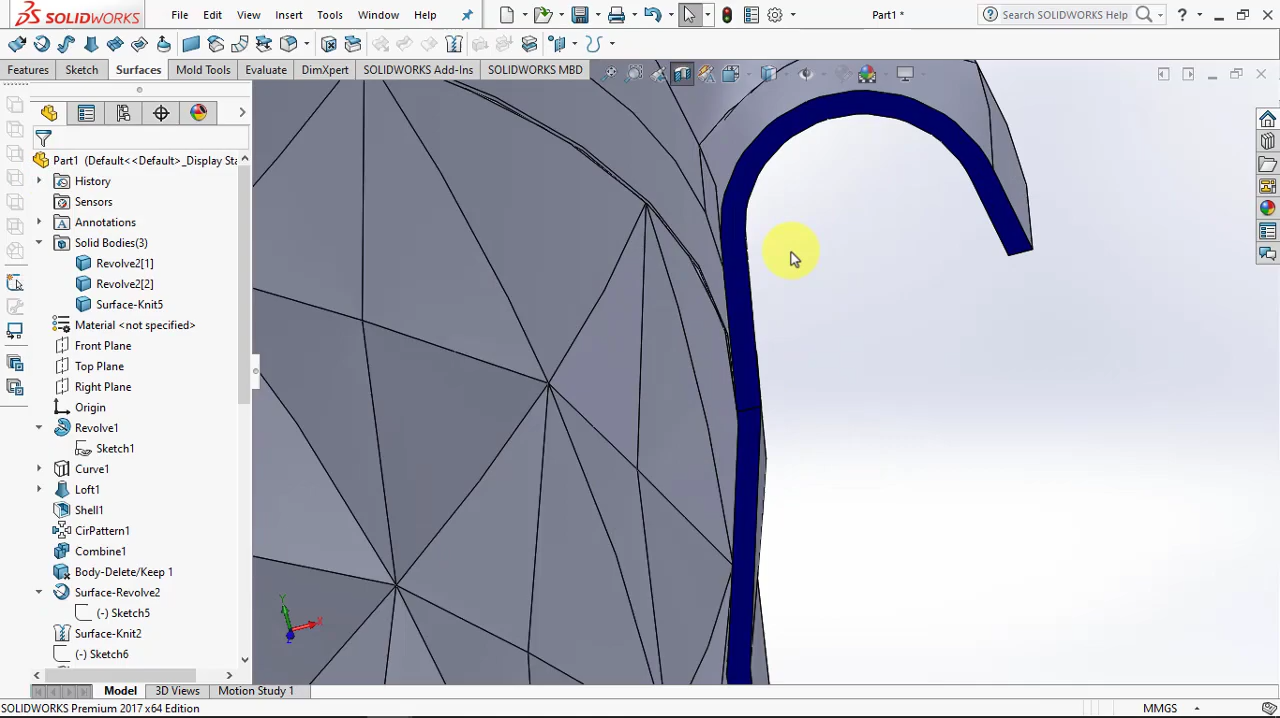 SOLIDWORKS File Edit View Insert Tools Window Help Part1 * Search SOLIDWORKS Help ?
Features Sketch Surfaces Mold Tools Evaluate DimXpert SOLIDWORKS Add-Ins SOLIDWORKS MBD
Part1 (Default<<Default>_Display Sta
History
Sensors
Annotations
Solid Bodies(3)
Revolve2[1]
Revolve2[2]
Surface-Knit5
Material <not specified>
Front Plane
Top Plane
Right Plane
Origin
Revolve1
Sketch1
Curve1
Loft1
Shell1
CirPattern1
Combine1
Body-Delete/Keep 1
Surface-Revolve2
(-) Sketch5
Surface-Knit2
(-) Sketch6
Y
X
Z
Model 3D Views Motion Study 1
SOLIDWORKS Premium 2017 x64 Edition MMGS